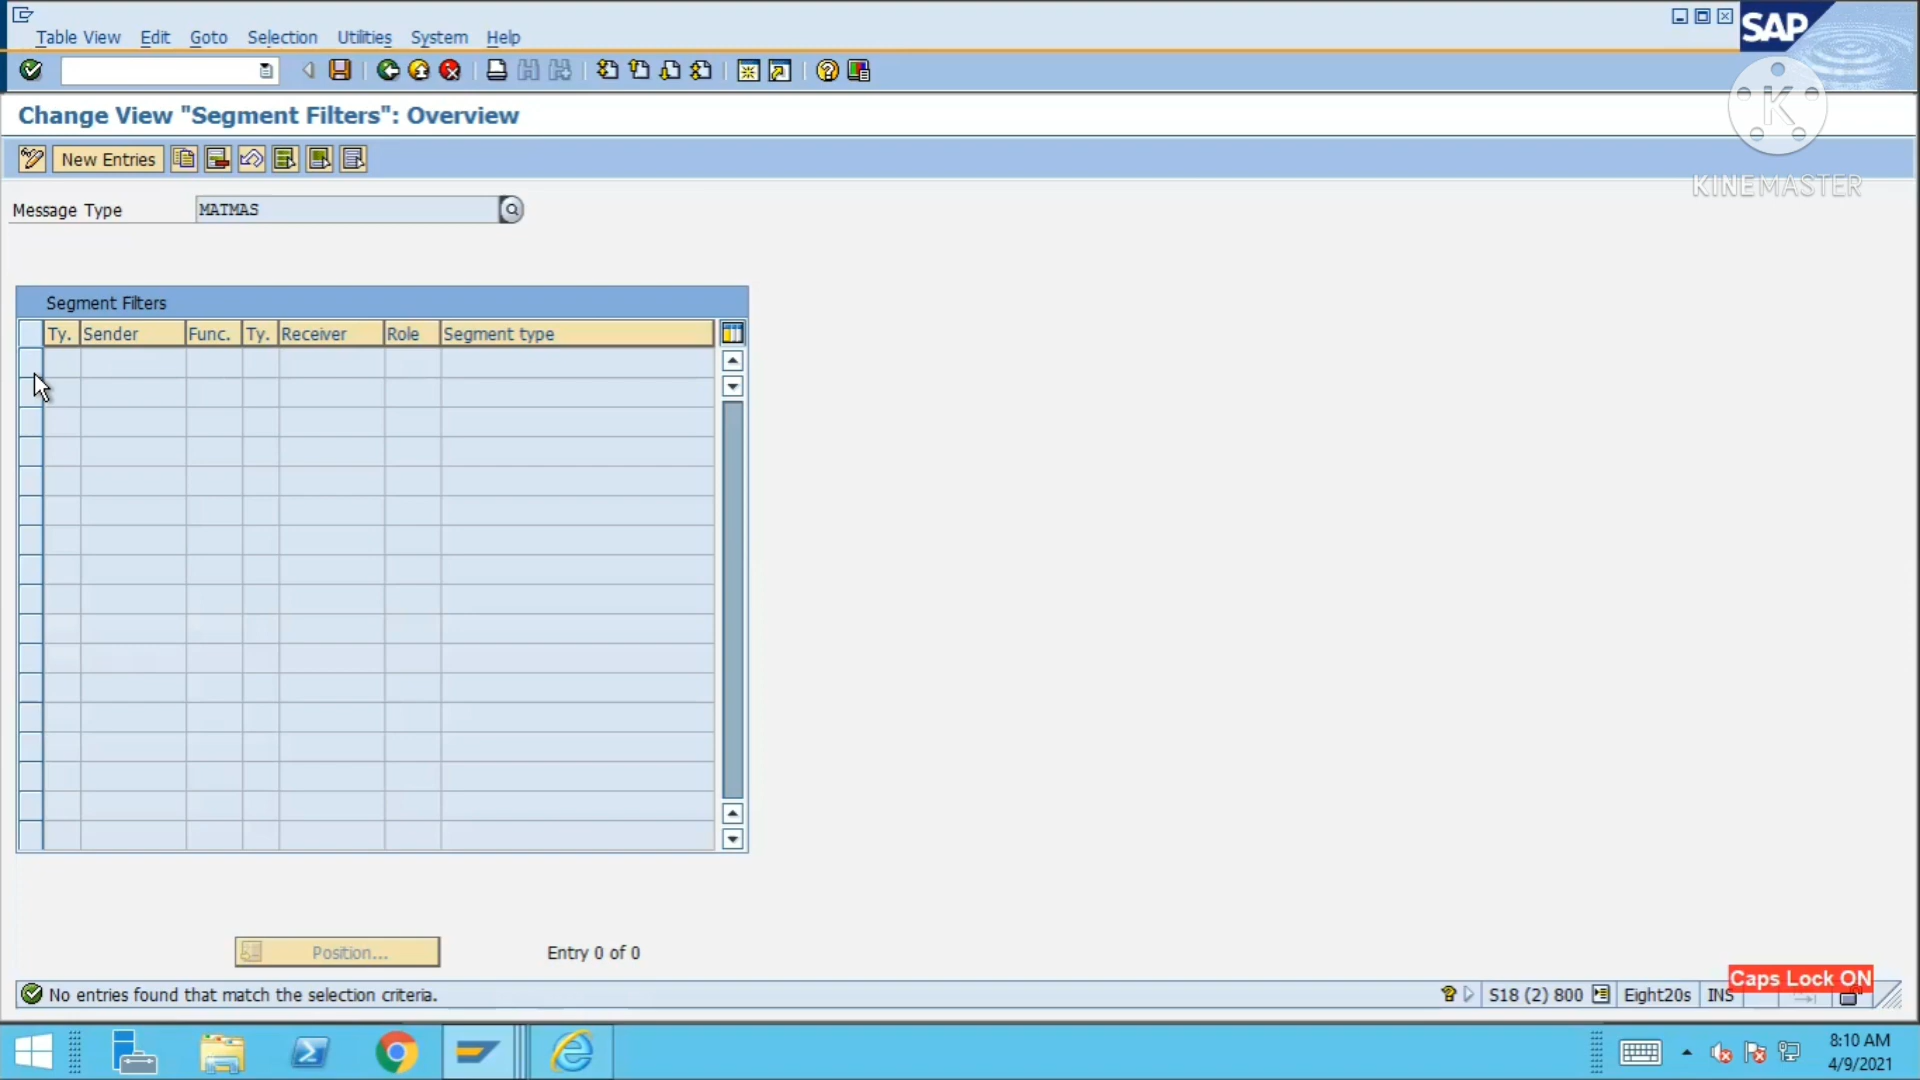 SAP
Table View Edit Goto Selection Utilities System Help
K
KINEMASTER
Change View "Segment Filters": Overview
New Entries
Message Type MATMAS
Segment Filters
Ty. Sender Func. Ty. Receiver Role Segment type
Position... Entry 0 of 0
Caps Lock ON
No entries found that match the selection criteria. S18 (2) 800 Eight20s INS
8:10 AM
4/9/2021